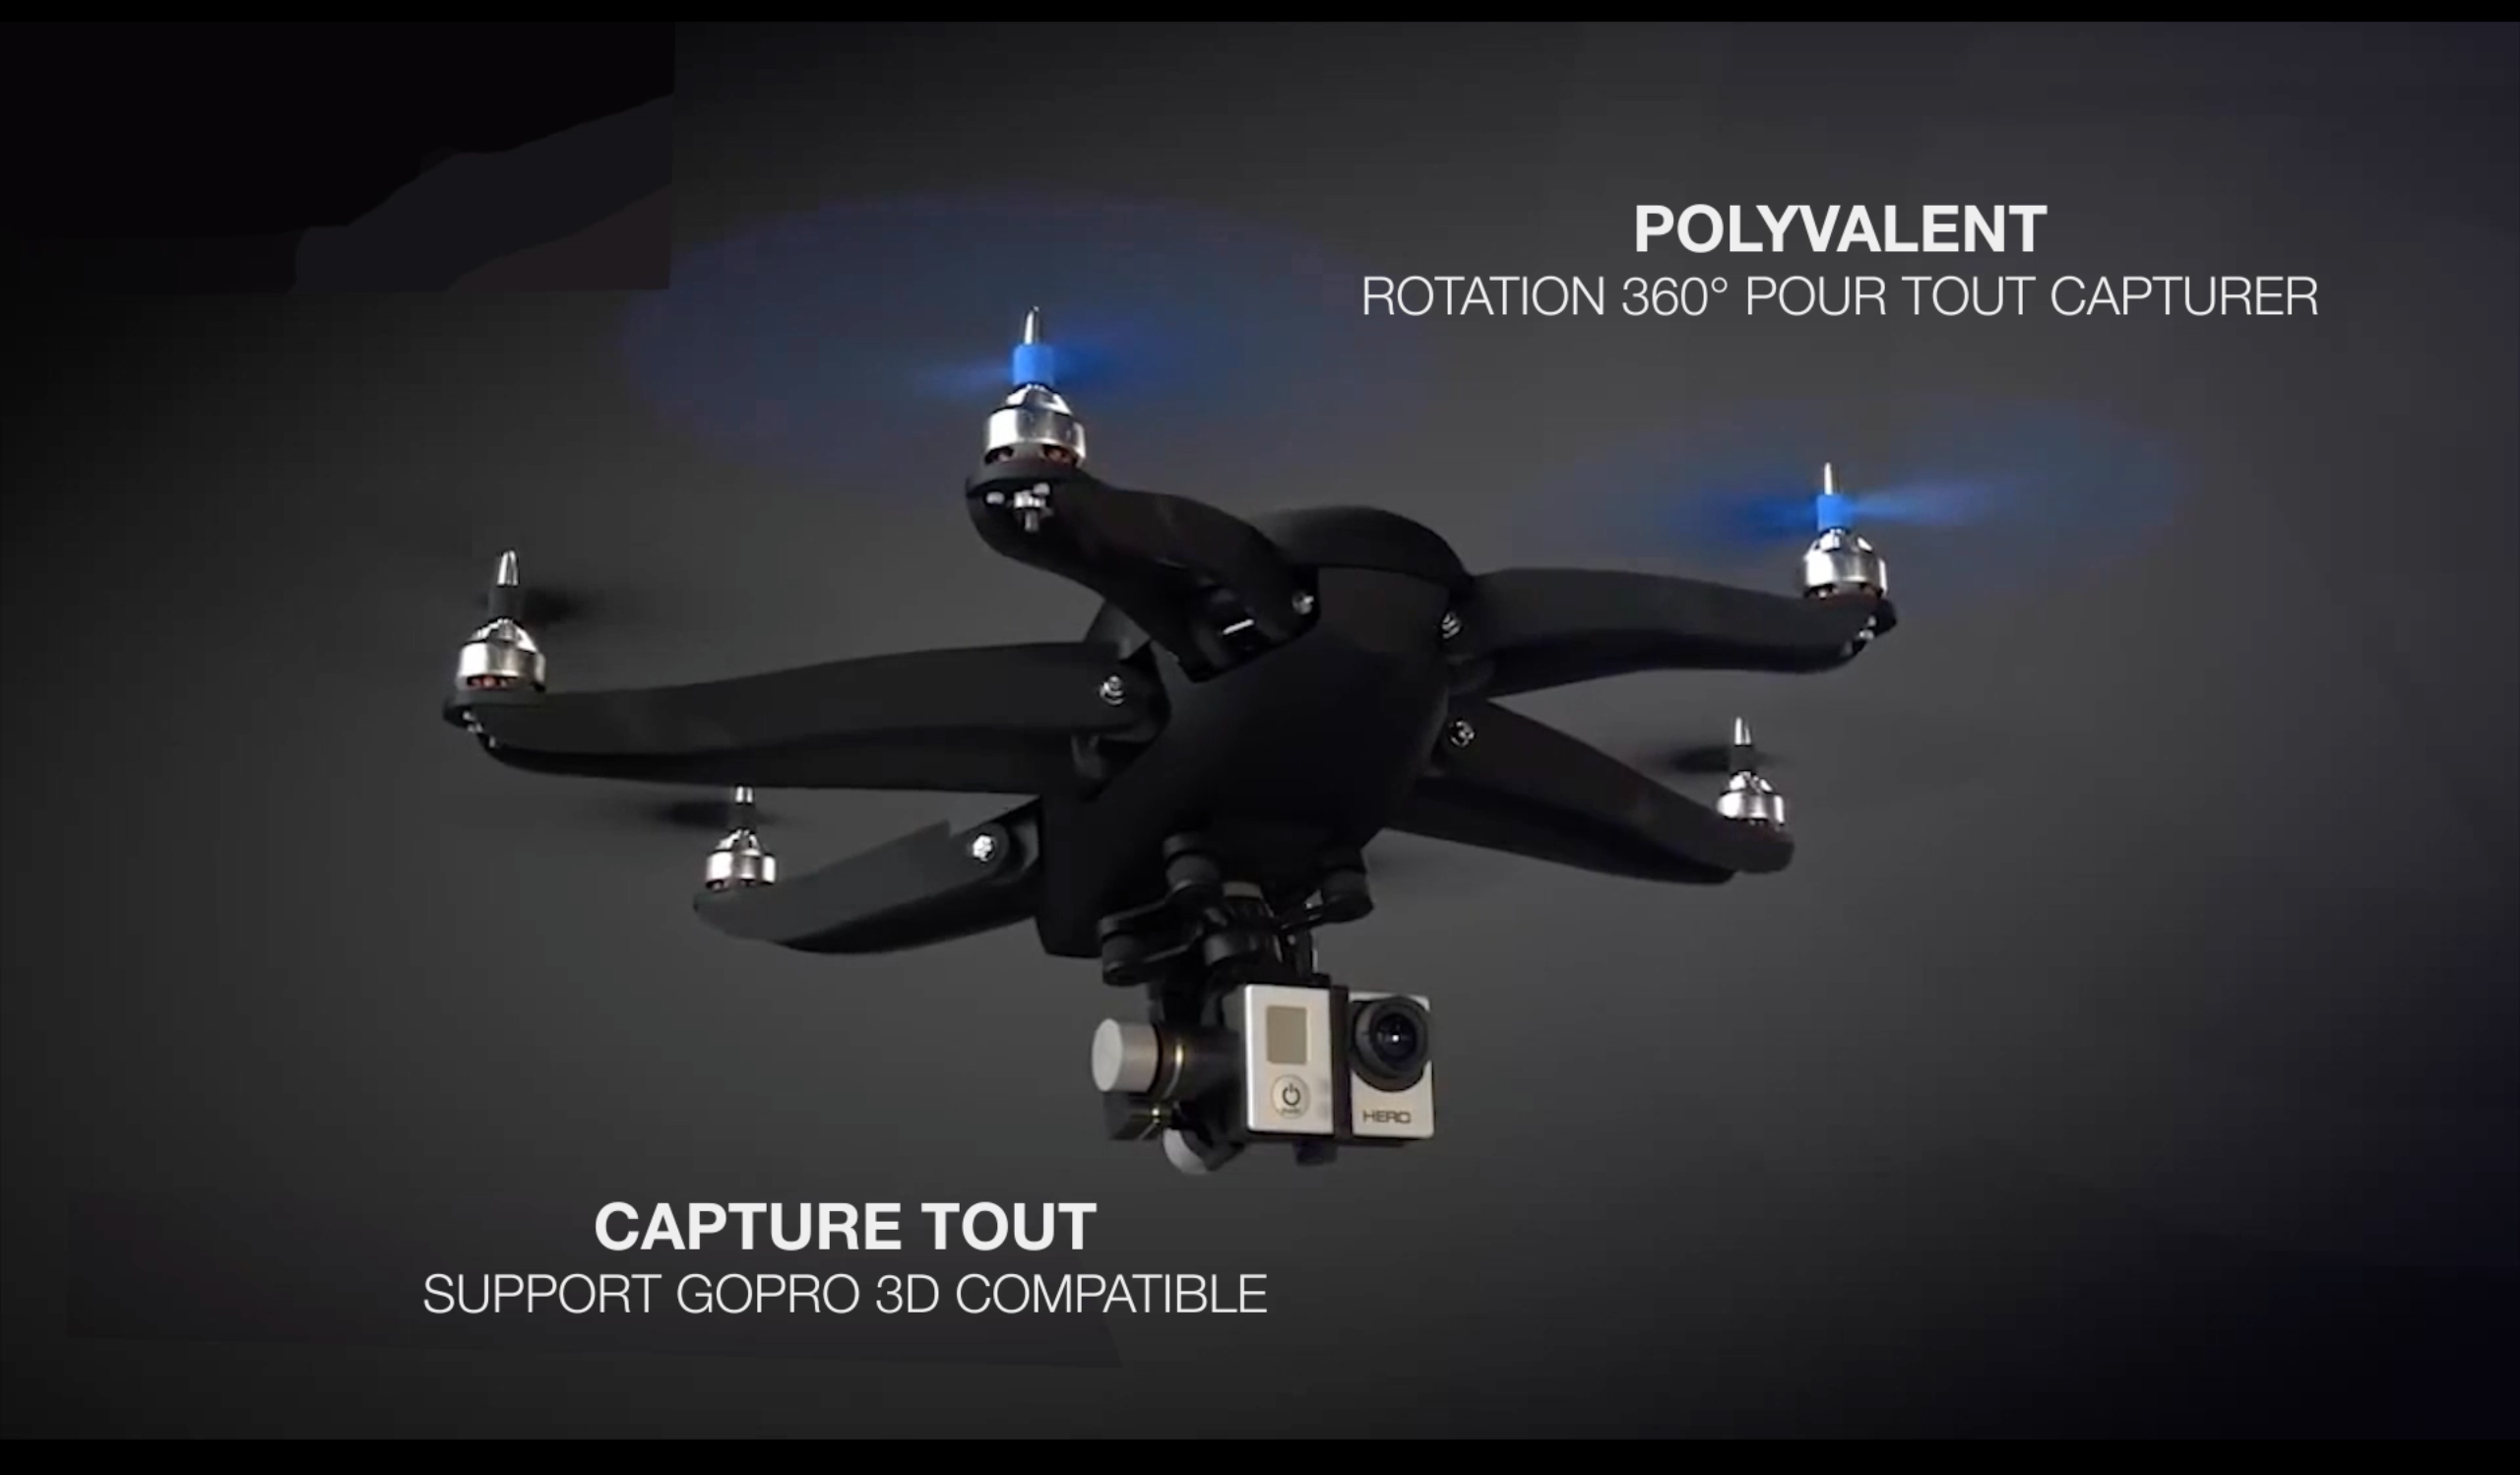 POLYVALENT
ROTATION 360° POUR TOUT CAPTURER
HERO
CAPTURE TOUT
SUPPORT GOPRO 3D COMPATIBLE